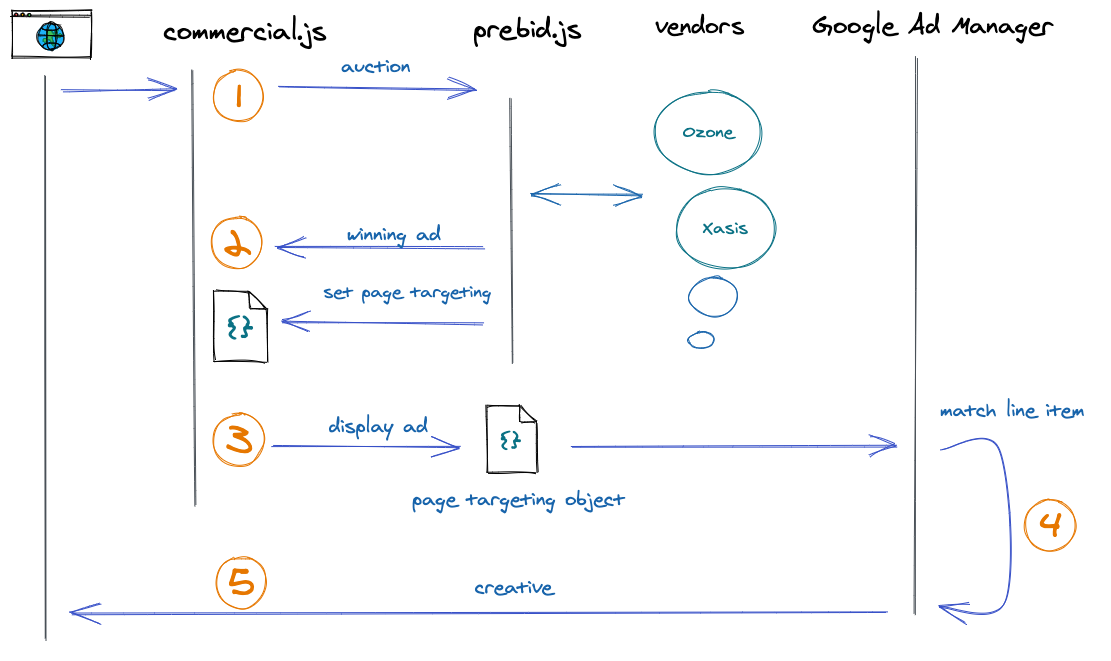 commercial.js
prebid.js
vendors
Google Ad Manager
1
auction
Ozone
Xasis
2
winning ad
set page targeting
{}
3
display ad
{}
page targeting object
match line item
4
5
creative